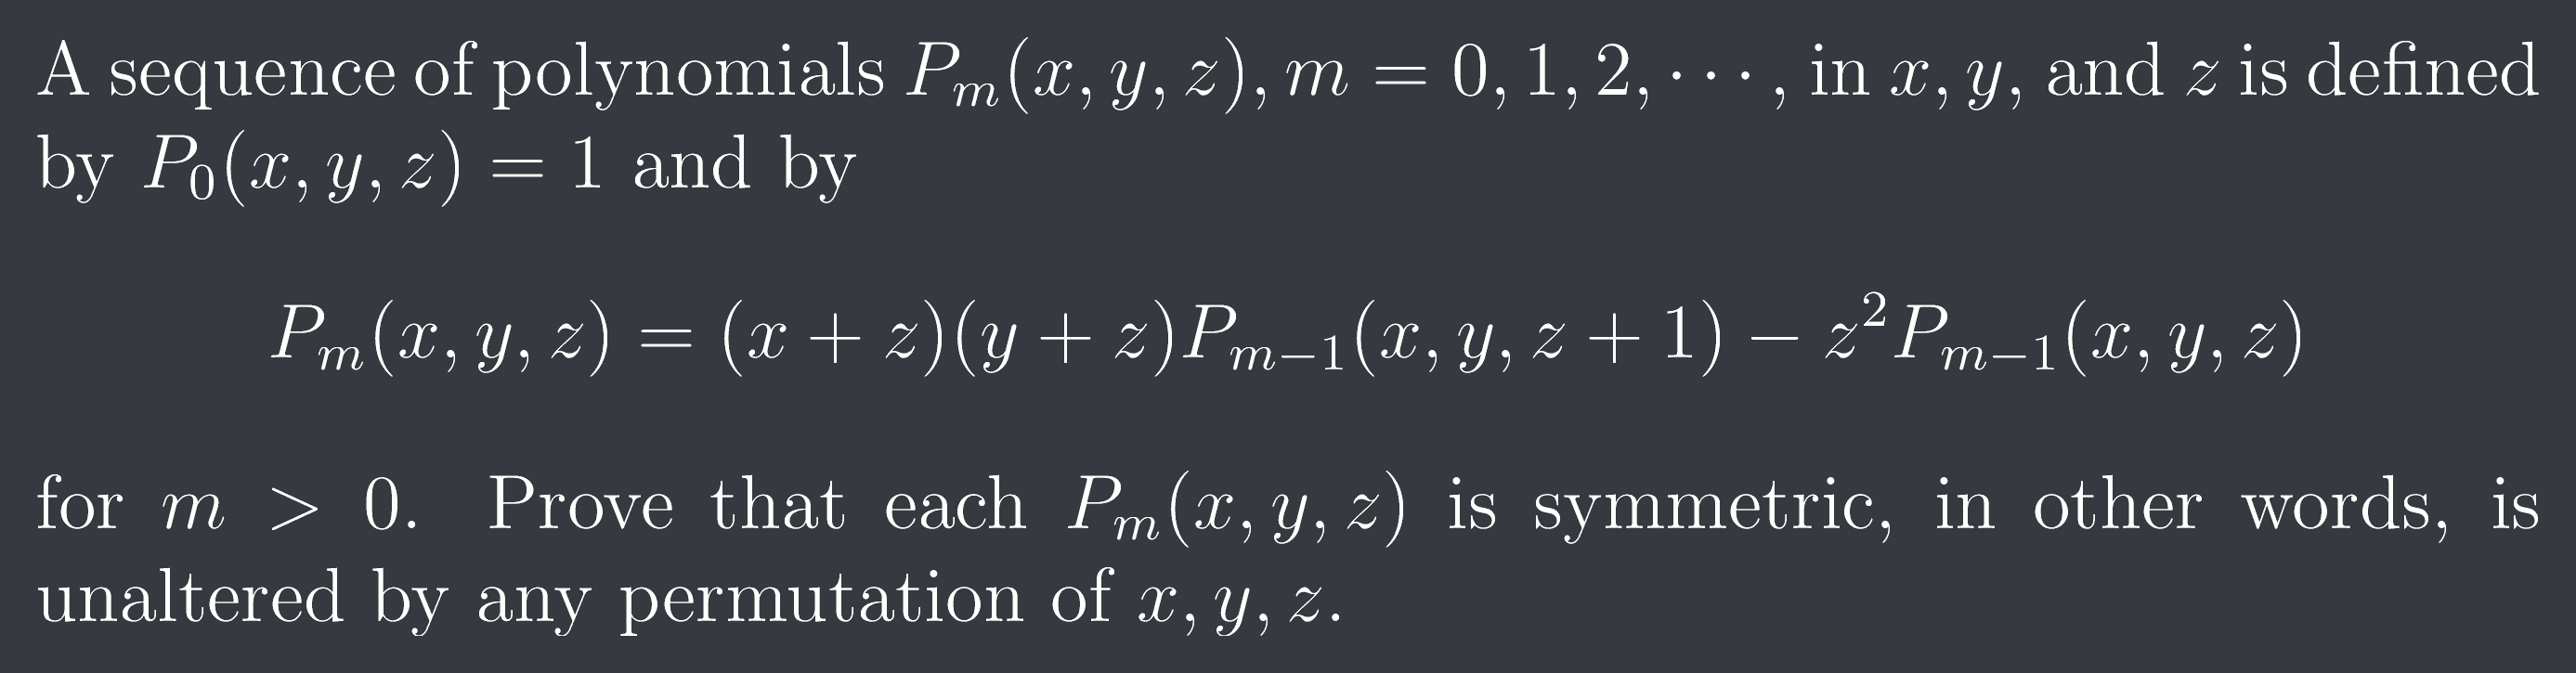 A sequence of polynomials $P_m(x, y, z), m = 0, 1, 2, \cdots$, in $x, y$, and $z$ is defined
by $P_0(x, y, z) = 1$ and by
$P_m(x, y, z) = (x + z)(y + z)P_{m-1}(x, y, z + 1) - z^2 P_{m-1}(x, y, z)$
for $m > 0$. Prove that each $P_m(x, y, z)$ is symmetric, in other words, is
unaltered by any permutation of $x, y, z$.